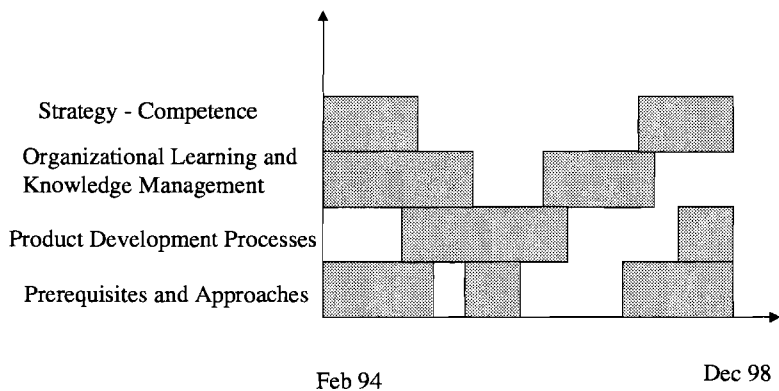 Strategy - Competence
Organizational Learning and
Knowledge Management
Product Development Processes
Prerequisites and Approaches
Feb 94
Dec 98